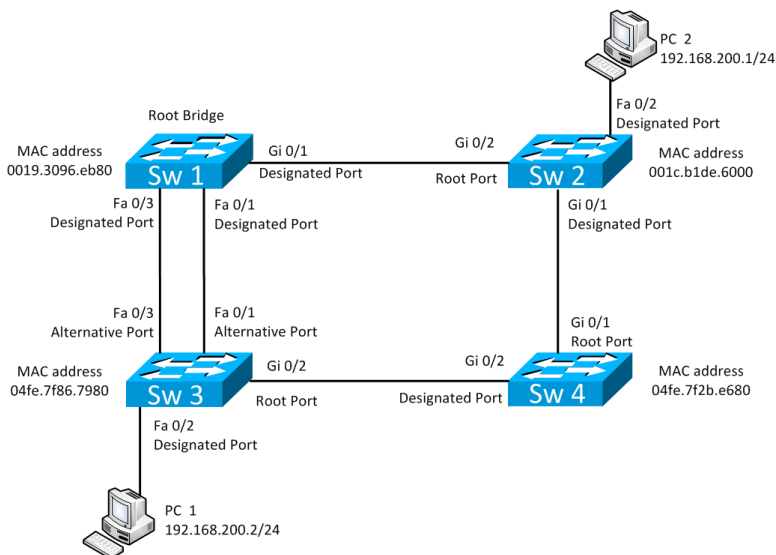 PC 2
192.168.200.1/24
Fa 0/2
Designated Port
Root Bridge
MAC address
0019.3096.eb80
Sw 1
Gi 0/1
Designated Port
Gi 0/2
Root Port
Sw 2
MAC address
001c.b1de.6000
Fa 0/3
Designated Port
Fa 0/1
Designated Port
Gi 0/1
Designated Port
Fa 0/3
Alternative Port
Fa 0/1
Alternative Port
Gi 0/1
Root Port
MAC address
04fe.7f86.7980
Sw 3
Gi 0/2
Root Port
Gi 0/2
Designated Port
Sw 4
MAC address
04fe.7f2b.e680
Fa 0/2
Designated Port
PC 1
192.168.200.2/24